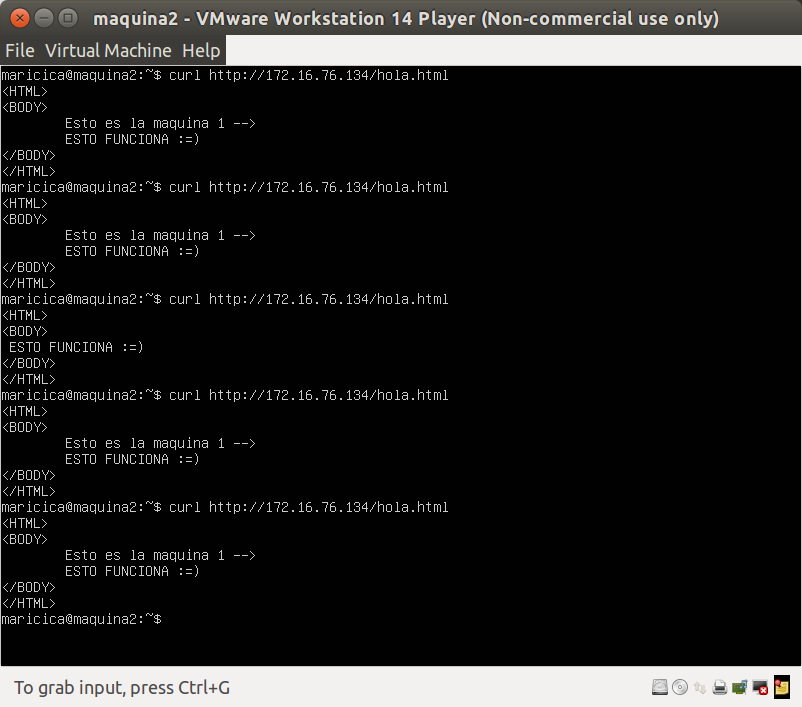 maquina2 - VMware Workstation 14 Player (Non-commercial use only)
File Virtual Machine Help
maricica@maquina2:~$ curl http://172.16.76.134/hola.html
<HTML>
<BODY>
        Esto es la maquina 1 -->
        ESTO FUNCIONA :=)
</BODY>
</HTML>
maricica@maquina2:~$ curl http://172.16.76.134/hola.html
<HTML>
<BODY>
        Esto es la maquina 1 -->
        ESTO FUNCIONA :=)
</BODY>
</HTML>
maricica@maquina2:~$ curl http://172.16.76.134/hola.html
<HTML>
<BODY>
 ESTO FUNCIONA :=)
</BODY>
</HTML>
maricica@maquina2:~$ curl http://172.16.76.134/hola.html
<HTML>
<BODY>
        Esto es la maquina 1 -->
        ESTO FUNCIONA :=)
</BODY>
</HTML>
maricica@maquina2:~$ curl http://172.16.76.134/hola.html
<HTML>
<BODY>
        Esto es la maquina 1 -->
        ESTO FUNCIONA :=)
</BODY>
</HTML>
maricica@maquina2:~$
To grab input, press Ctrl+G